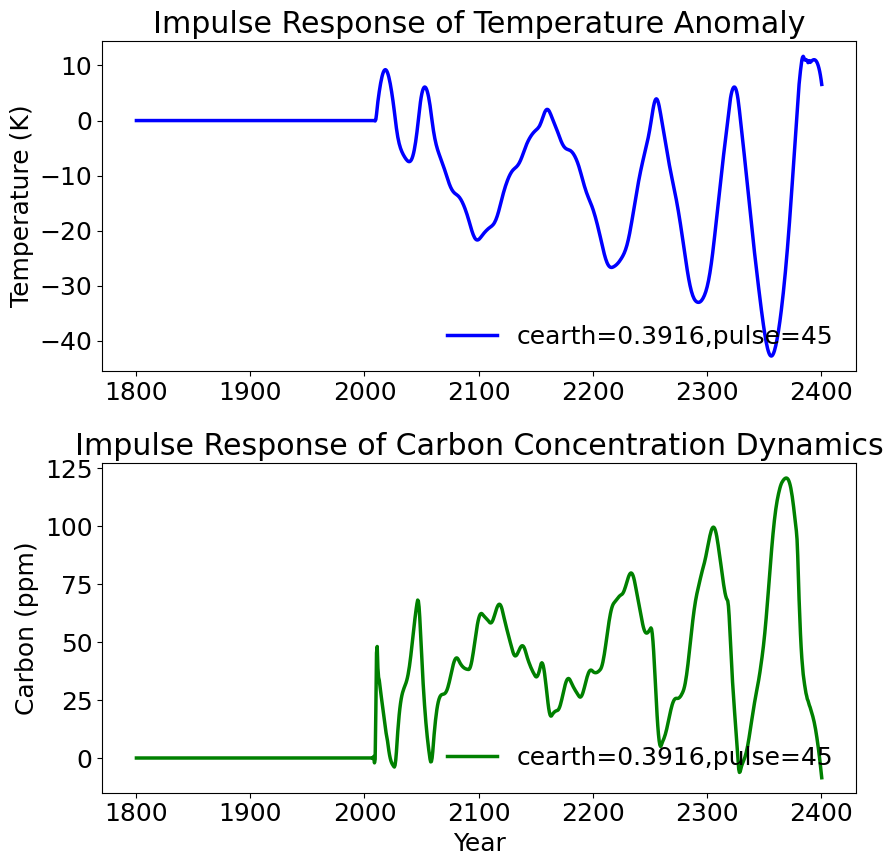 Impulse Response of Temperature Anomaly
Temperature (K)
10
0
−10
−20
−30
−40
cearth=0.3916,pulse=45
1800 1900 2000 2100 2200 2300 2400
Impulse Response of Carbon Concentration Dynamics
Carbon (ppm)
125
100
75
50
25
0
cearth=0.3916,pulse=45
1800 1900 2000 2100 2200 2300 2400
Year